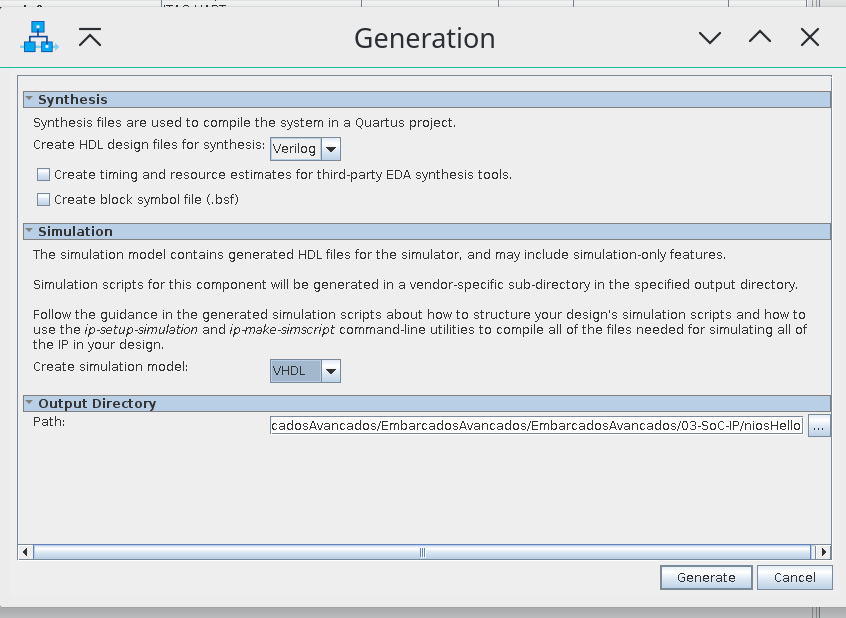 JTAG UART
Generation
Synthesis
Synthesis files are used to compile the system in a Quartus project.
Create HDL design files for synthesis: Verilog
Create timing and resource estimates for third-party EDA synthesis tools.
Create block symbol file (.bsf)
Simulation
The simulation model contains generated HDL files for the simulator, and may include simulation-only features.
Simulation scripts for this component will be generated in a vendor-specific sub-directory in the specified output directory.
Follow the guidance in the generated simulation scripts about how to structure your design's simulation scripts and how to
use the ip-setup-simulation and ip-make-simscript command-line utilities to compile all of the files needed for simulating all of
the IP in your design.
Create simulation model: VHDL
Output Directory
Path: cadosAvancados/EmbarcadosAvancados/EmbarcadosAvancados/03-SoC-IP/niosHello ...
Generate Cancel